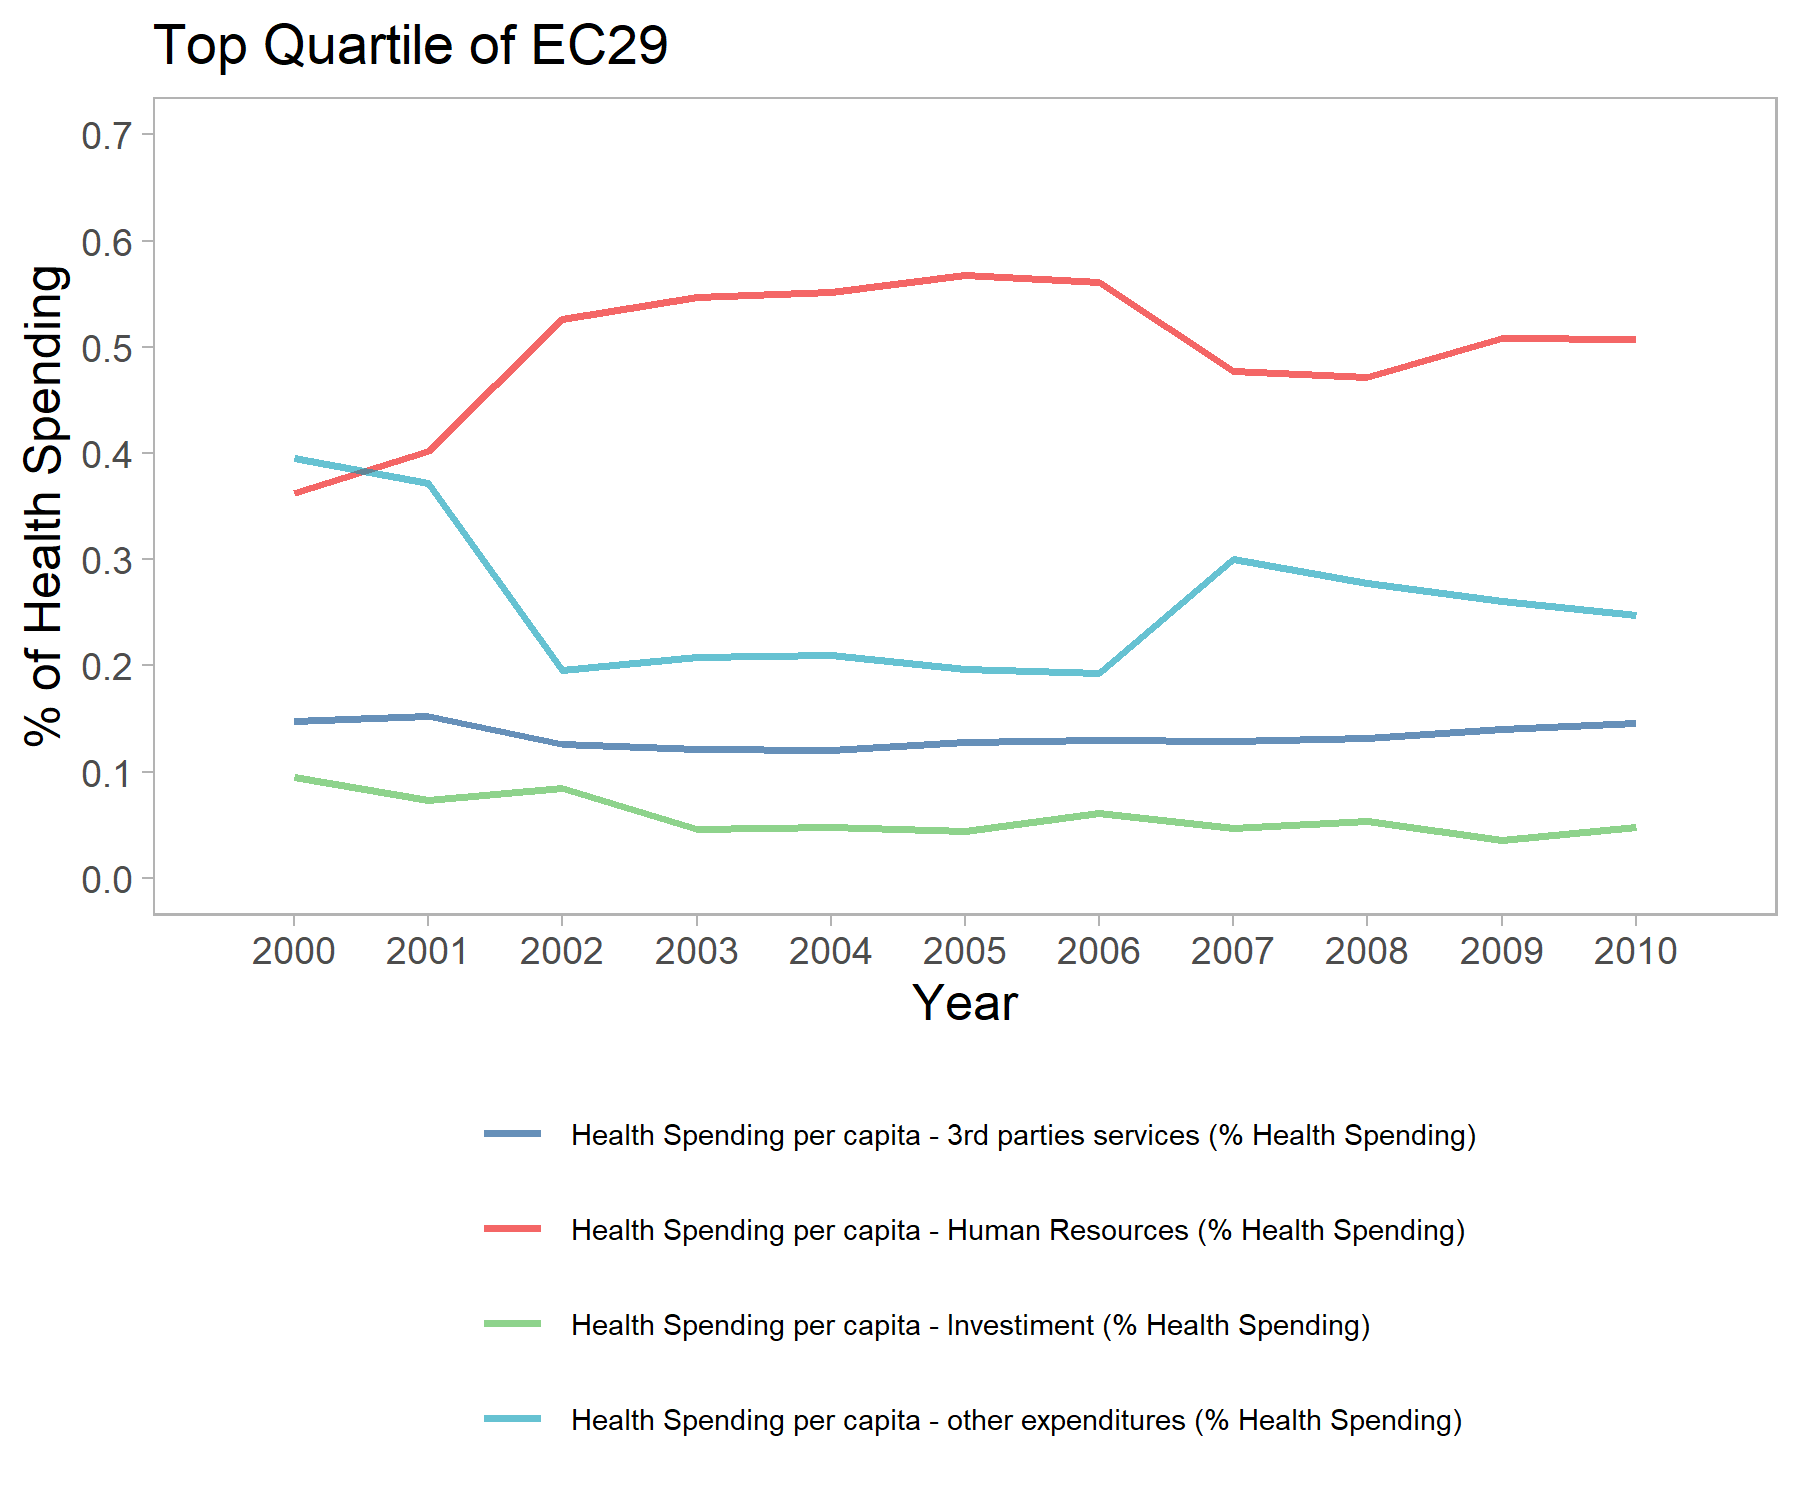 Top Quartile of EC29
0.7
0.6
0.5
0.4
0.3
0.2
0.1
0.0
% of Health Spending
2000 2001 2002 2003 2004 2005 2006 2007 2008 2009 2010
Year
Health Spending per capita - 3rd parties services (% Health Spending)
Health Spending per capita - Human Resources (% Health Spending)
Health Spending per capita - Investiment (% Health Spending)
Health Spending per capita - other expenditures (% Health Spending)